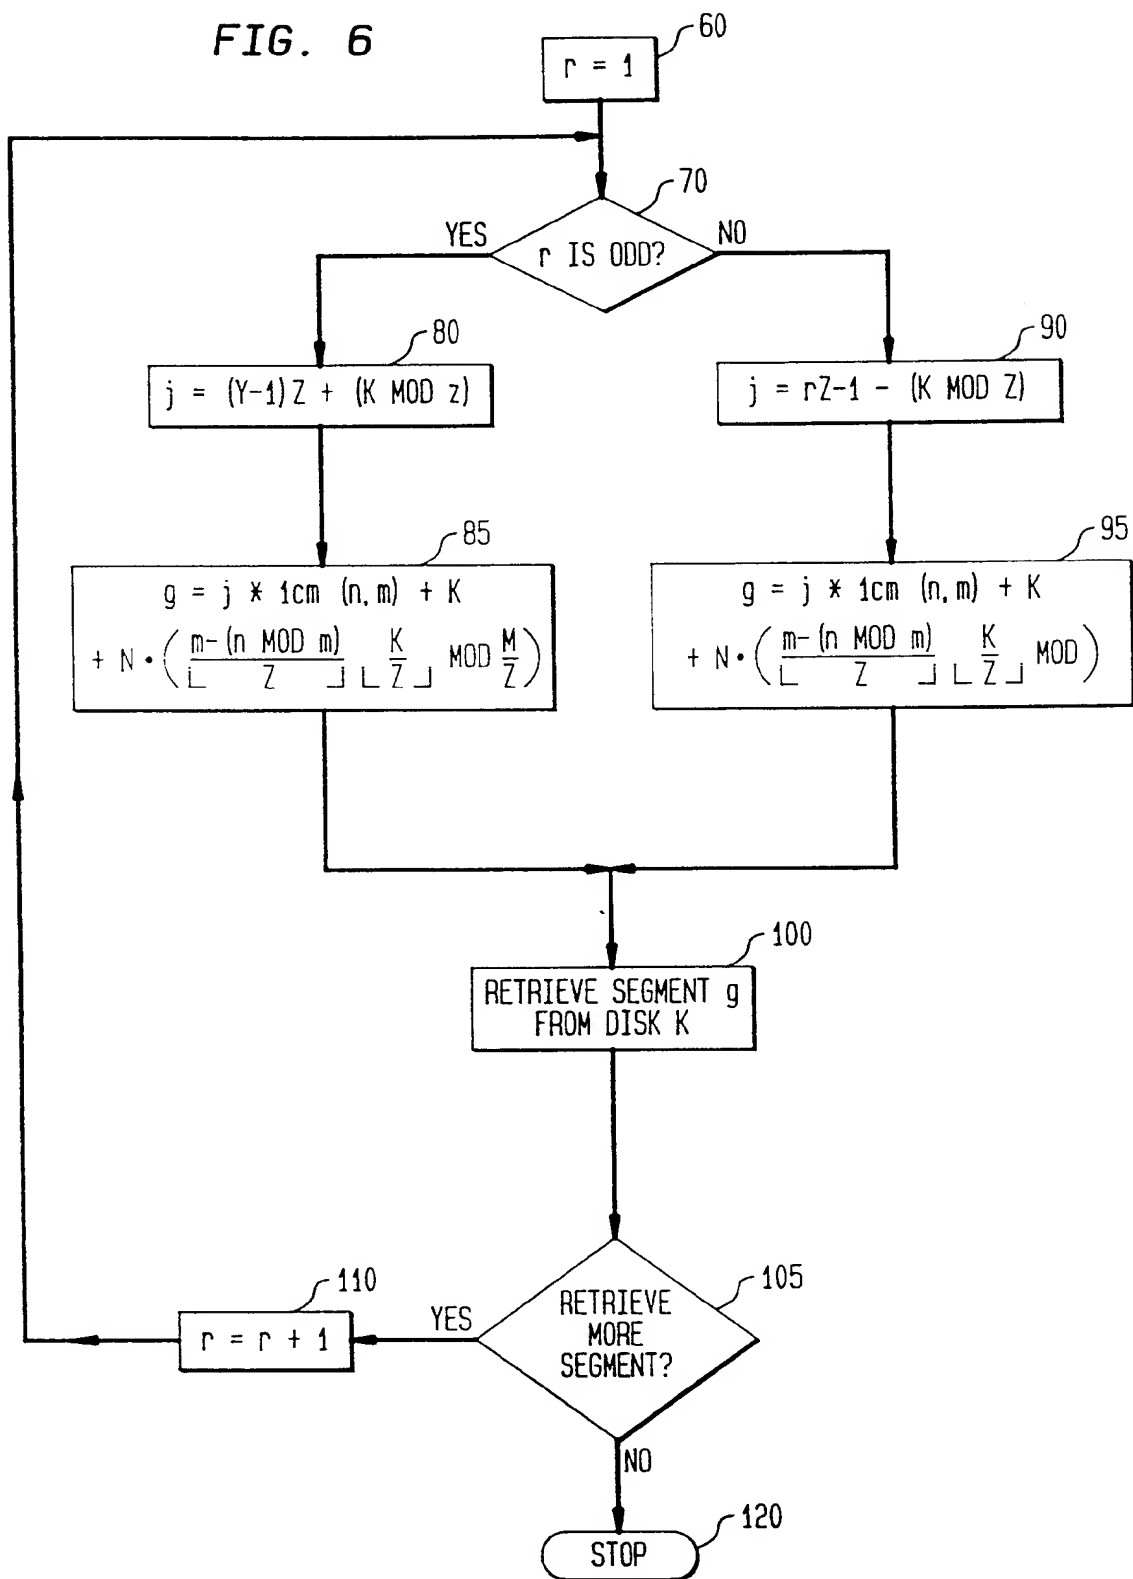 FIG. 6
60
r = 1
70
YES
r IS ODD?
NO
80
j = (Y-1)Z + (K MOD z)
90
j = rZ-1 - (K MOD Z)
85
g = j * 1cm (n,m) + K
+ N·(⌊m-(n MOD m)/Z⌋ ⌊K/Z⌋ MOD M/Z)
95
g = j * 1cm (n,m) + K
+ N·(⌊m-(n MOD m)/Z⌋ ⌊K/Z⌋ MOD)
100
RETRIEVE SEGMENT g
FROM DISK K
105
RETRIEVE
MORE
SEGMENT?
YES
110
r = r + 1
NO
120
STOP